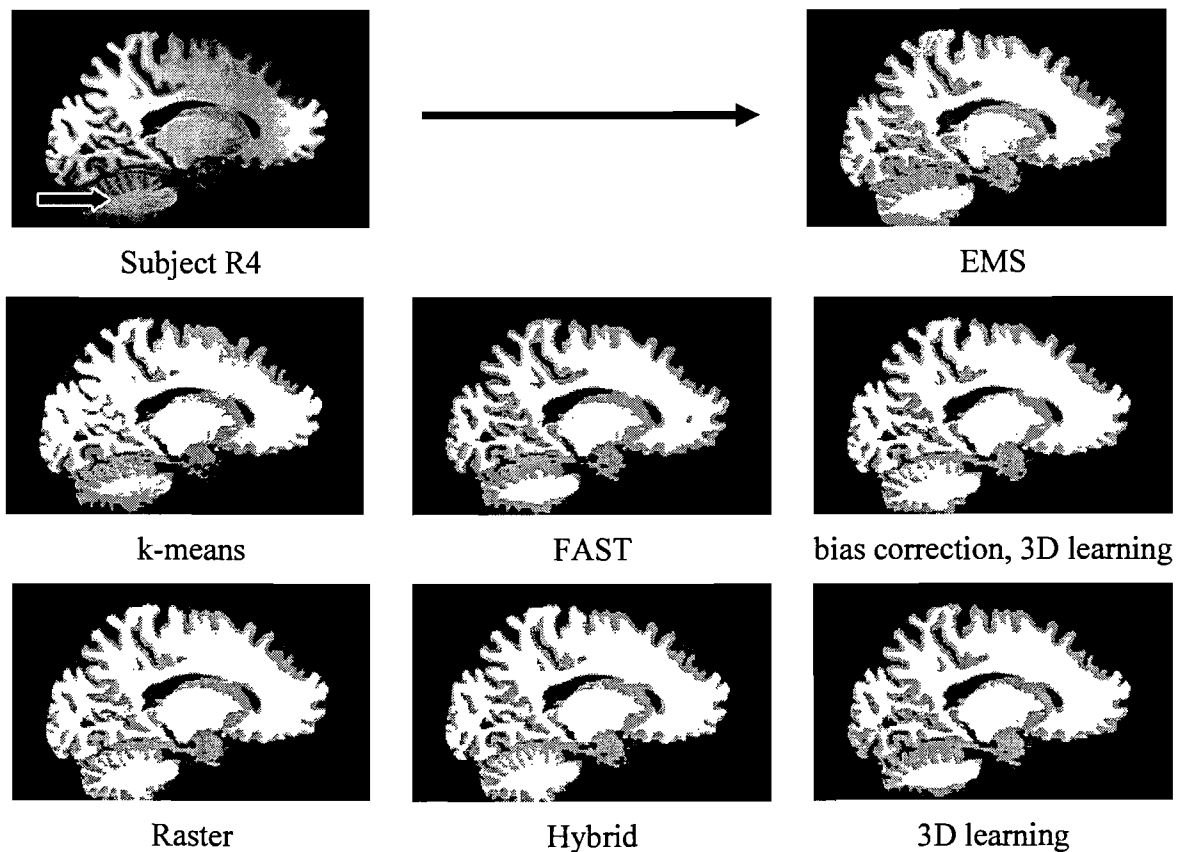 Subject R4
EMS
k-means
FAST
bias correction, 3D learning
Raster
Hybrid
3D learning